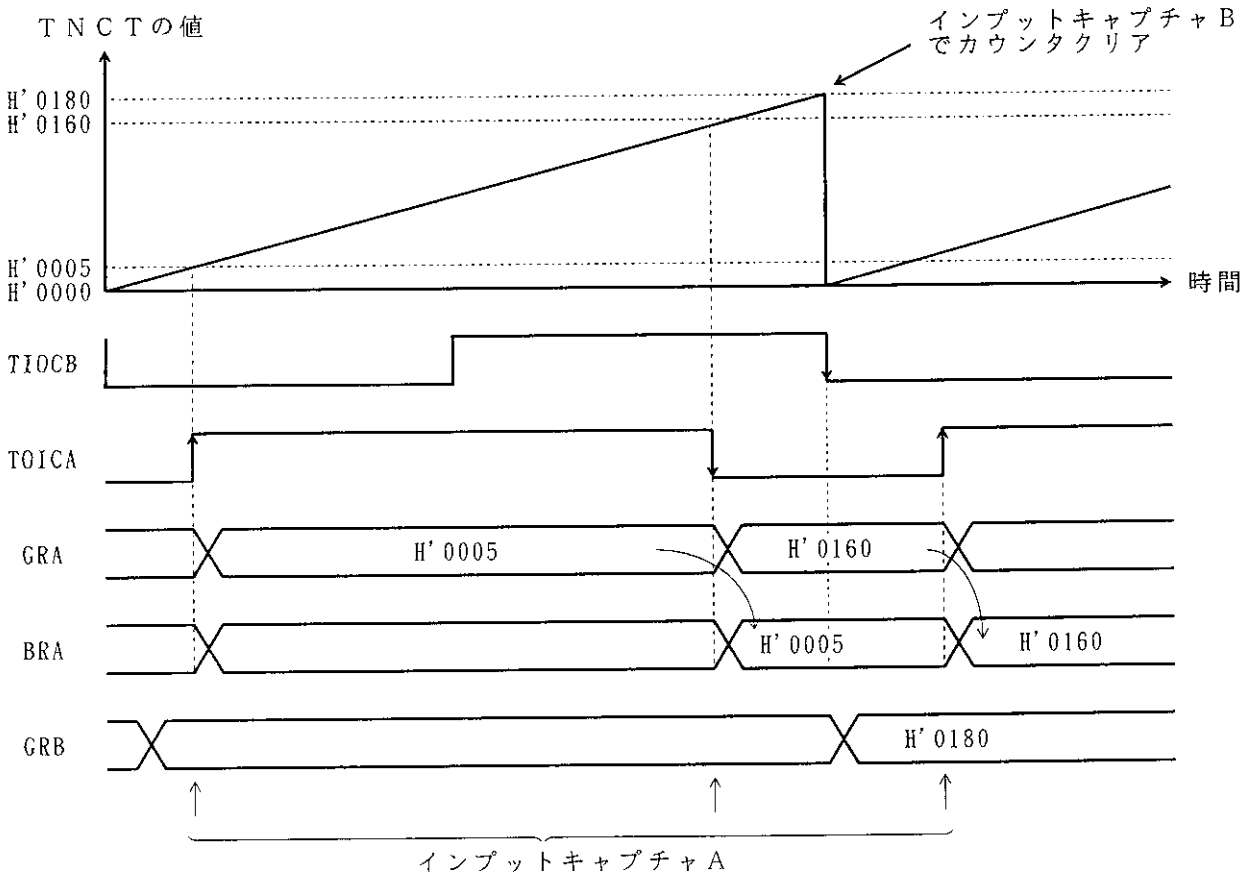 TNCTの値
インプットキャプチャB
でカウンタクリア
H'0180
H'0160
H'0005
H'0000
時間
TIOCB
TOICA
GRA
H'0005
H'0160
BRA
H'0005
H'0160
GRB
H'0180
インプットキャプチャA